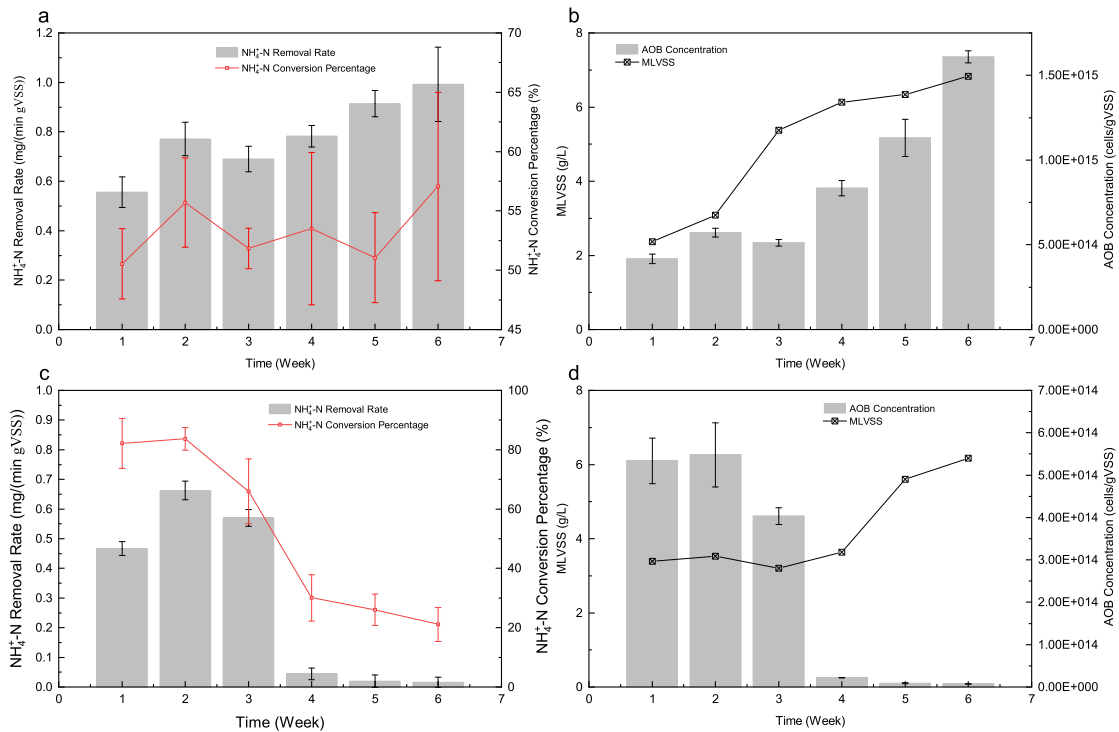 a
NH₄⁺-N Removal Rate (mg/(min gVSS))
1.2
1.0
0.8
0.6
0.4
0.2
0.0
NH₄⁺-N Removal Rate
NH₄⁺-N Conversion Percentage
70
65
60
55
50
45
NH₄⁺-N Conversion Percentage (%)
0 1 2 3 4 5 6 7
Time (Week)
b
MLVSS (g/L)
8
6
4
2
0
AOB Concentration
MLVSS
1.50E+015
1.00E+015
5.00E+014
0.00E+000
AOB Concentration (cells/gVSS)
0 1 2 3 4 5 6 7
Time (Week)
c
NH₄⁺-N Removal Rate (mg/(min gVSS))
1.0
0.9
0.8
0.7
0.6
0.5
0.4
0.3
0.2
0.1
0.0
NH₄⁺-N Removal Rate
NH₄⁺-N Conversion Percentage
100
80
60
40
20
0
NH₄⁺-N Conversion Percentage (%)
0 1 2 3 4 5 6 7
Time (Week)
d
MLVSS (g/L)
8
6
4
2
0
AOB Concentration
MLVSS
7.00E+014
6.00E+014
5.00E+014
4.00E+014
3.00E+014
2.00E+014
1.00E+014
0.00E+000
AOB Concentration (cells/gVSS)
0 1 2 3 4 5 6 7
Time (Week)